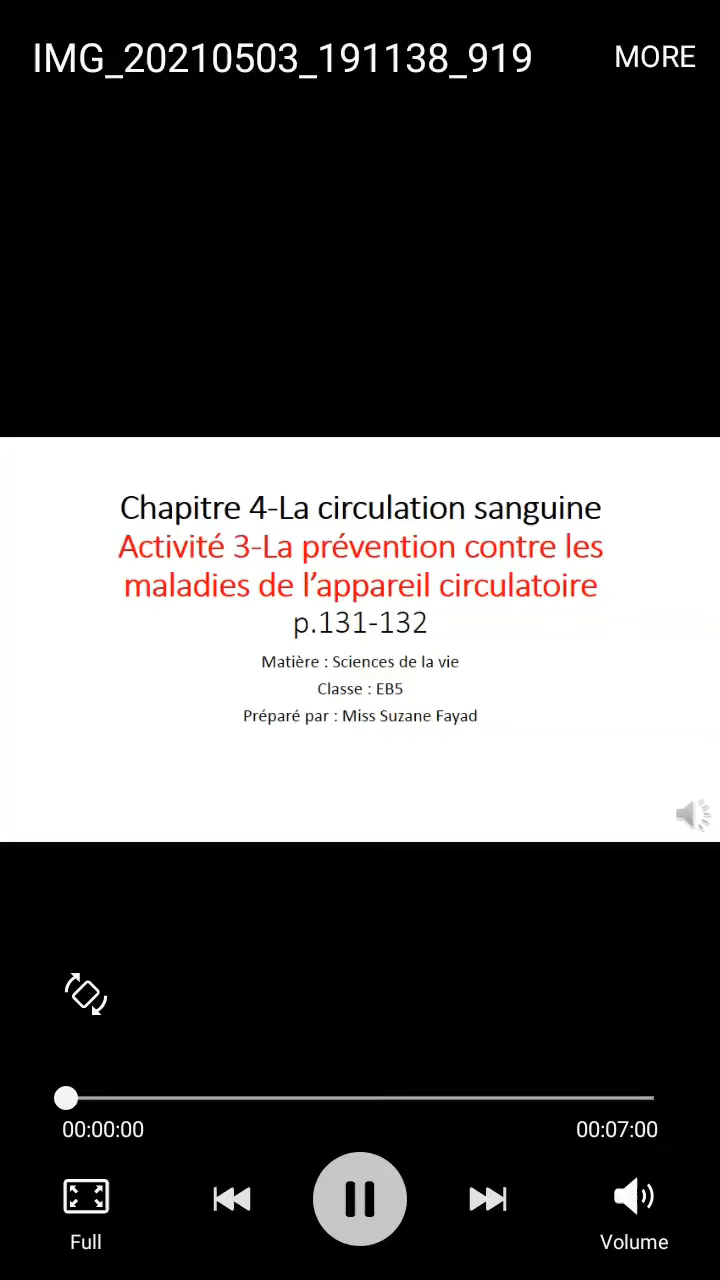 IMG_20210503_191138_919
MORE
Chapitre 4-La circulation sanguine
Activité 3-La prévention contre les
maladies de l’appareil circulatoire
p.131-132
Matière : Sciences de la vie
Classe : EB5
Préparé par : Miss Suzane Fayad
00:00:00
00:07:00
Full
Volume